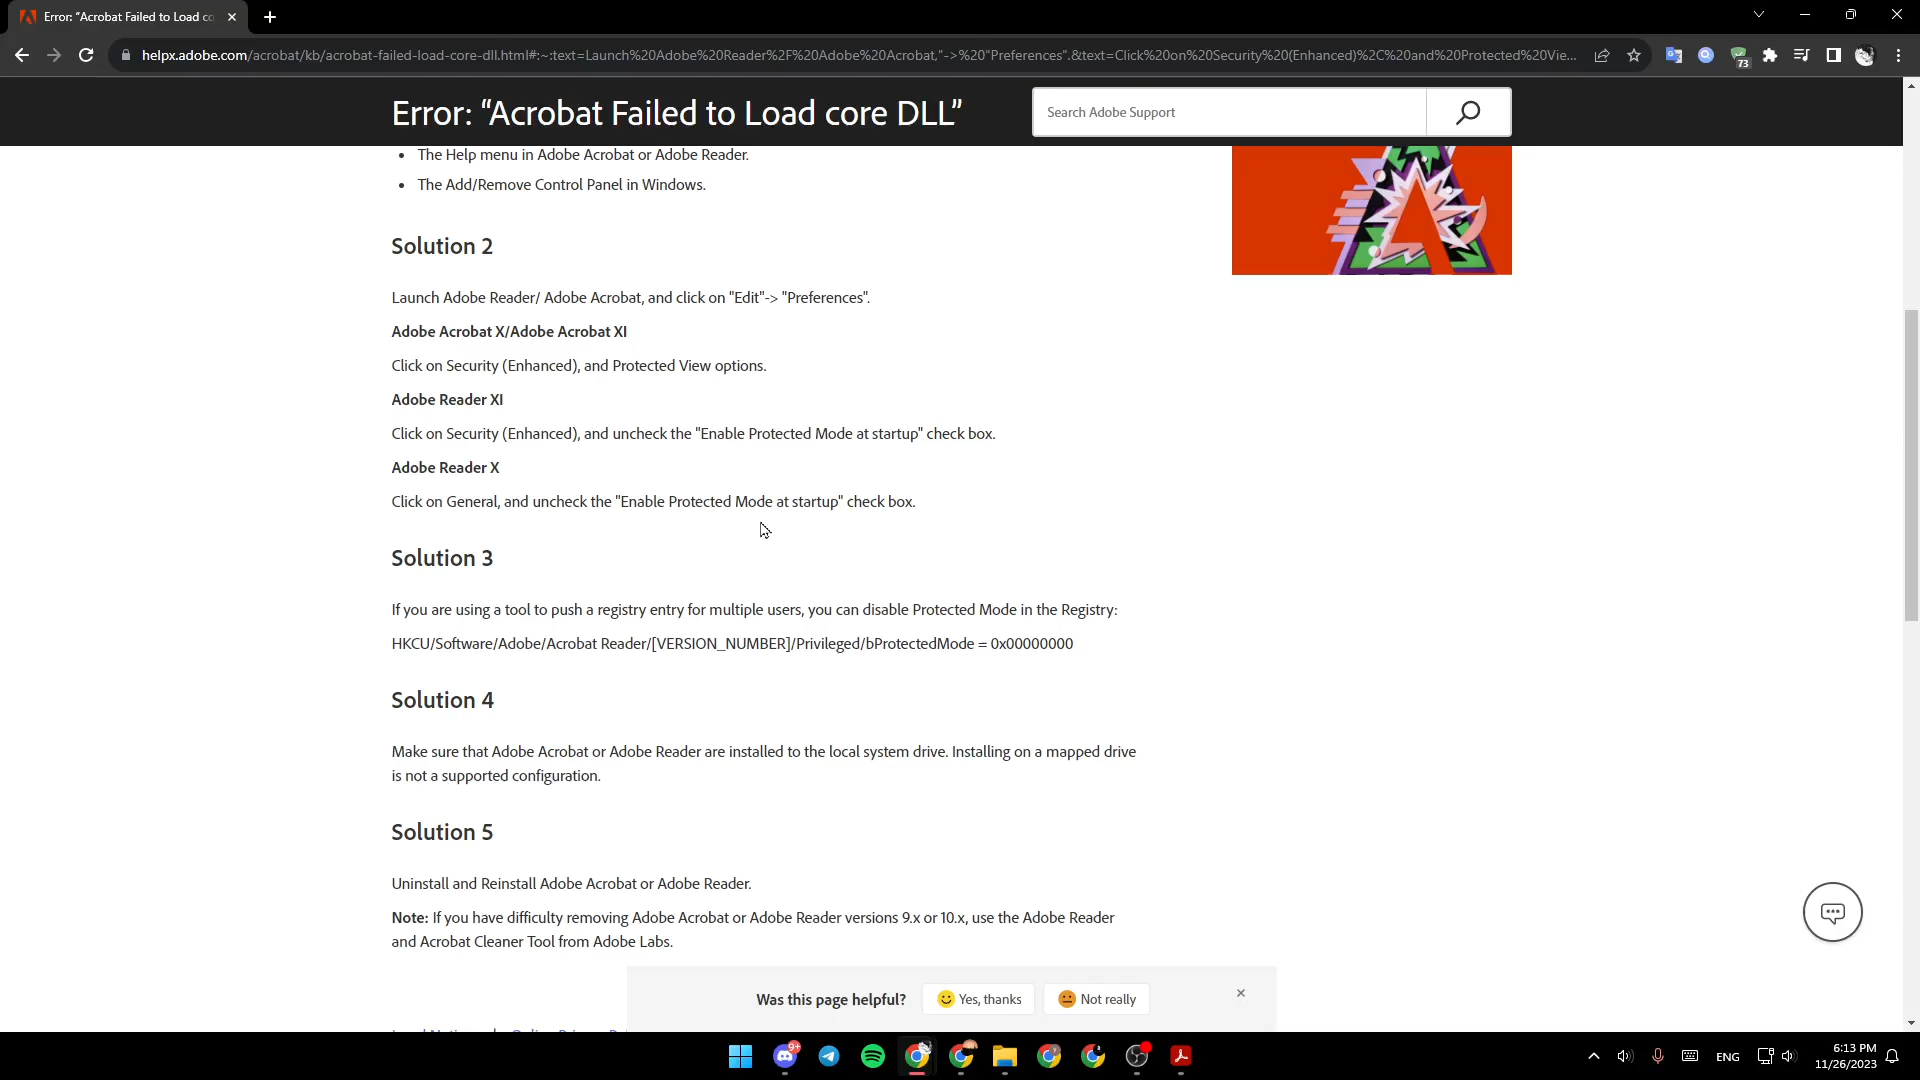 Error: "Acrobat Failed to Load co
helpx.adobe.com/acrobat/kb/acrobat-failed-load-core-dll.html#:~:text=Launch%20Adobe%20Reader%2F%20Adobe%20Acrobat,"->%20"Preferences".&text=Click%20on%20Security%20(Enhanced)%2C%20and%20Protected%20Vie...
73
Error: “Acrobat Failed to Load core DLL”
Search Adobe Support
• The Help menu in Adobe Acrobat or Adobe Reader.
• The Add/Remove Control Panel in Windows.
Solution 2
Launch Adobe Reader/ Adobe Acrobat, and click on "Edit"-> "Preferences".
Adobe Acrobat X/Adobe Acrobat XI
Click on Security (Enhanced), and Protected View options.
Adobe Reader XI
Click on Security (Enhanced), and uncheck the "Enable Protected Mode at startup" check box.
Adobe Reader X
Click on General, and uncheck the "Enable Protected Mode at startup" check box.
Solution 3
If you are using a tool to push a registry entry for multiple users, you can disable Protected Mode in the Registry:
HKCU/Software/Adobe/Acrobat Reader/[VERSION_NUMBER]/Privileged/bProtectedMode = 0x00000000
Solution 4
Make sure that Adobe Acrobat or Adobe Reader are installed to the local system drive. Installing on a mapped drive
is not a supported configuration.
Solution 5
Uninstall and Reinstall Adobe Acrobat or Adobe Reader.
Note: If you have difficulty removing Adobe Acrobat or Adobe Reader versions 9.x or 10.x, use the Adobe Reader
and Acrobat Cleaner Tool from Adobe Labs.
Was this page helpful?
Yes, thanks
Not really
9+
ENG
6:13 PM
11/26/2023